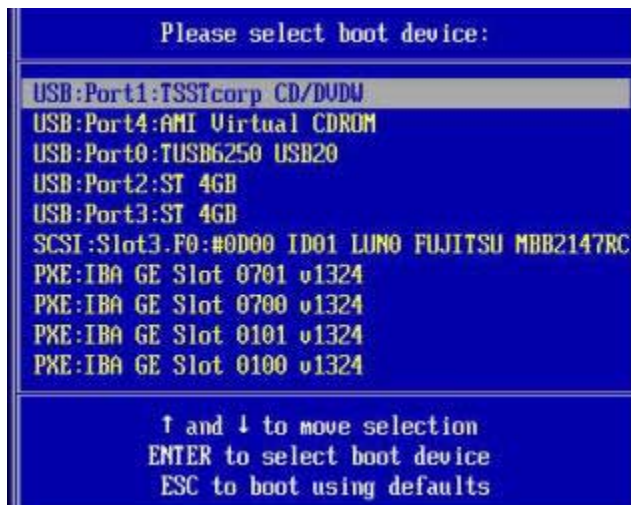 Please select boot device:
USB:Port1:TSSTcorp CD/DVDW
USB:Port4:AMI Virtual CDROM
USB:Port0:TUSB6250 USB20
USB:Port2:ST 4GB
USB:Port3:ST 4GB
SCSI:Slot3.F0:#0D00 ID01 LUN0 FUJITSU MBB2147RC
PXE:IBA GE Slot 0701 v1324
PXE:IBA GE Slot 0700 v1324
PXE:IBA GE Slot 0101 v1324
PXE:IBA GE Slot 0100 v1324
↑ and ↓ to move selection
ENTER to select boot device
ESC to boot using defaults